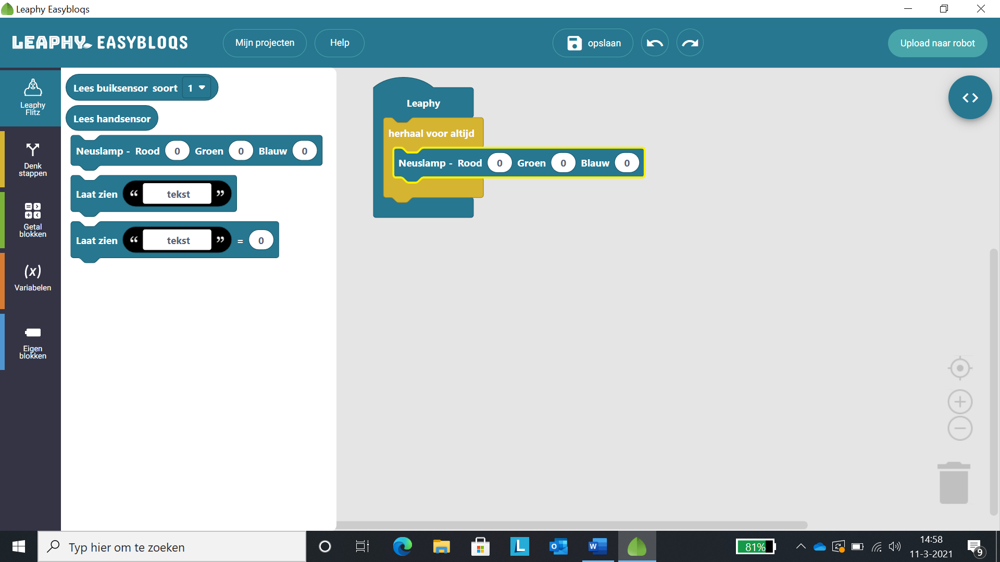 Leaphy Easybloqs
LEAPHY EASYBLOQS
Mijn projecten
Help
opslaan
Upload naar robot
Leaphy
Flitz
Denk
stappen
Getal
blokken
(x)
Variabelen
Eigen
blokken
Lees buiksensor soort 1
Lees handsensor
Neuslamp - Rood 0 Groen 0 Blauw 0
Laat zien “ tekst ”
Laat zien “ tekst ” = 0
Leaphy
herhaal voor altijd
Neuslamp - Rood 0 Groen 0 Blauw 0
< >
Typ hier om te zoeken
L
O
W
81%
14:58
11-3-2021
9